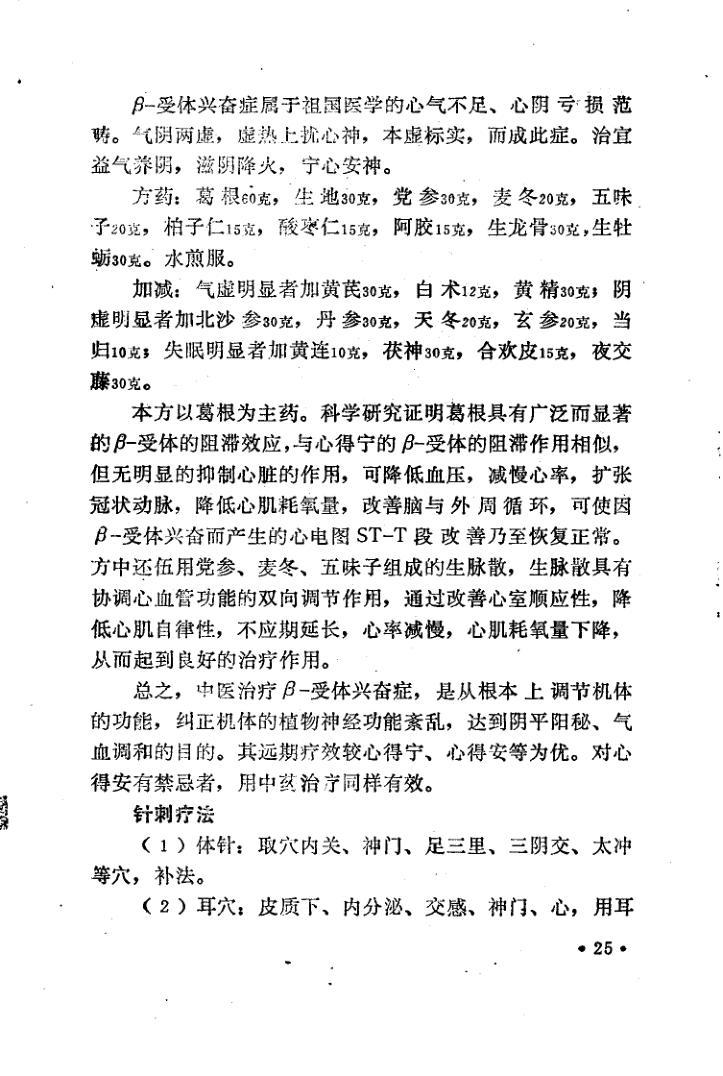 β—受体兴奋症属于祖国医学的心气不足、心阴亏损范
畴。气阴两虚，虚热上扰心神，本虚标实，而成此症。治宜
益气养阴，滋阴降火，宁心安神。
方药：葛根60克，生地30克，党参30克，麦冬20克，五味
子20克，柏子仁15克，酸枣仁15克，阿胶15克，生龙骨30克，生牡
蛎30克。水煎服。
加减：气虚明显者加黄芪30克，白术12克，黄精30克；阴
虚明显者加北沙参30克，丹参30克，天冬20克，玄参20克，当
归10克；失眠明显者加黄连10克，茯神30克，合欢皮15克，夜交
藤30克。
本方以葛根为主药。科学研究证明葛根具有广泛而显著
的β—受体的阻滞效应，与心得宁的β—受体的阻滞作用相似，
但无明显的抑制心脏的作用，可降低血压，减慢心率，扩张
冠状动脉，降低心肌耗氧量，改善脑与外周循环，可使因
β—受体兴奋而产生的心电图ST—T段改善乃至恢复正常。
方中还伍用党参、麦冬、五味子组成的生脉散，生脉散具有
协调心血管功能的双向调节作用，通过改善心室顺应性，降
低心肌自律性，不应期延长，心率减慢，心肌耗氧量下降，
从而起到良好的治疗作用。
总之，中医治疗β—受体兴奋症，是从根本上调节机体
的功能，纠正机体的植物神经功能紊乱，达到阴平阳秘、气
血调和的目的。其远期疗效较心得宁、心得安等为优。对心
得安有禁忌者，用中药治疗同样有效。
针刺疗法
（1）体针：取穴内关、神门、足三里、三阴交、太冲
等穴，补法。
（2）耳穴：皮质下、内分泌、交感、神门、心，用耳
•25•